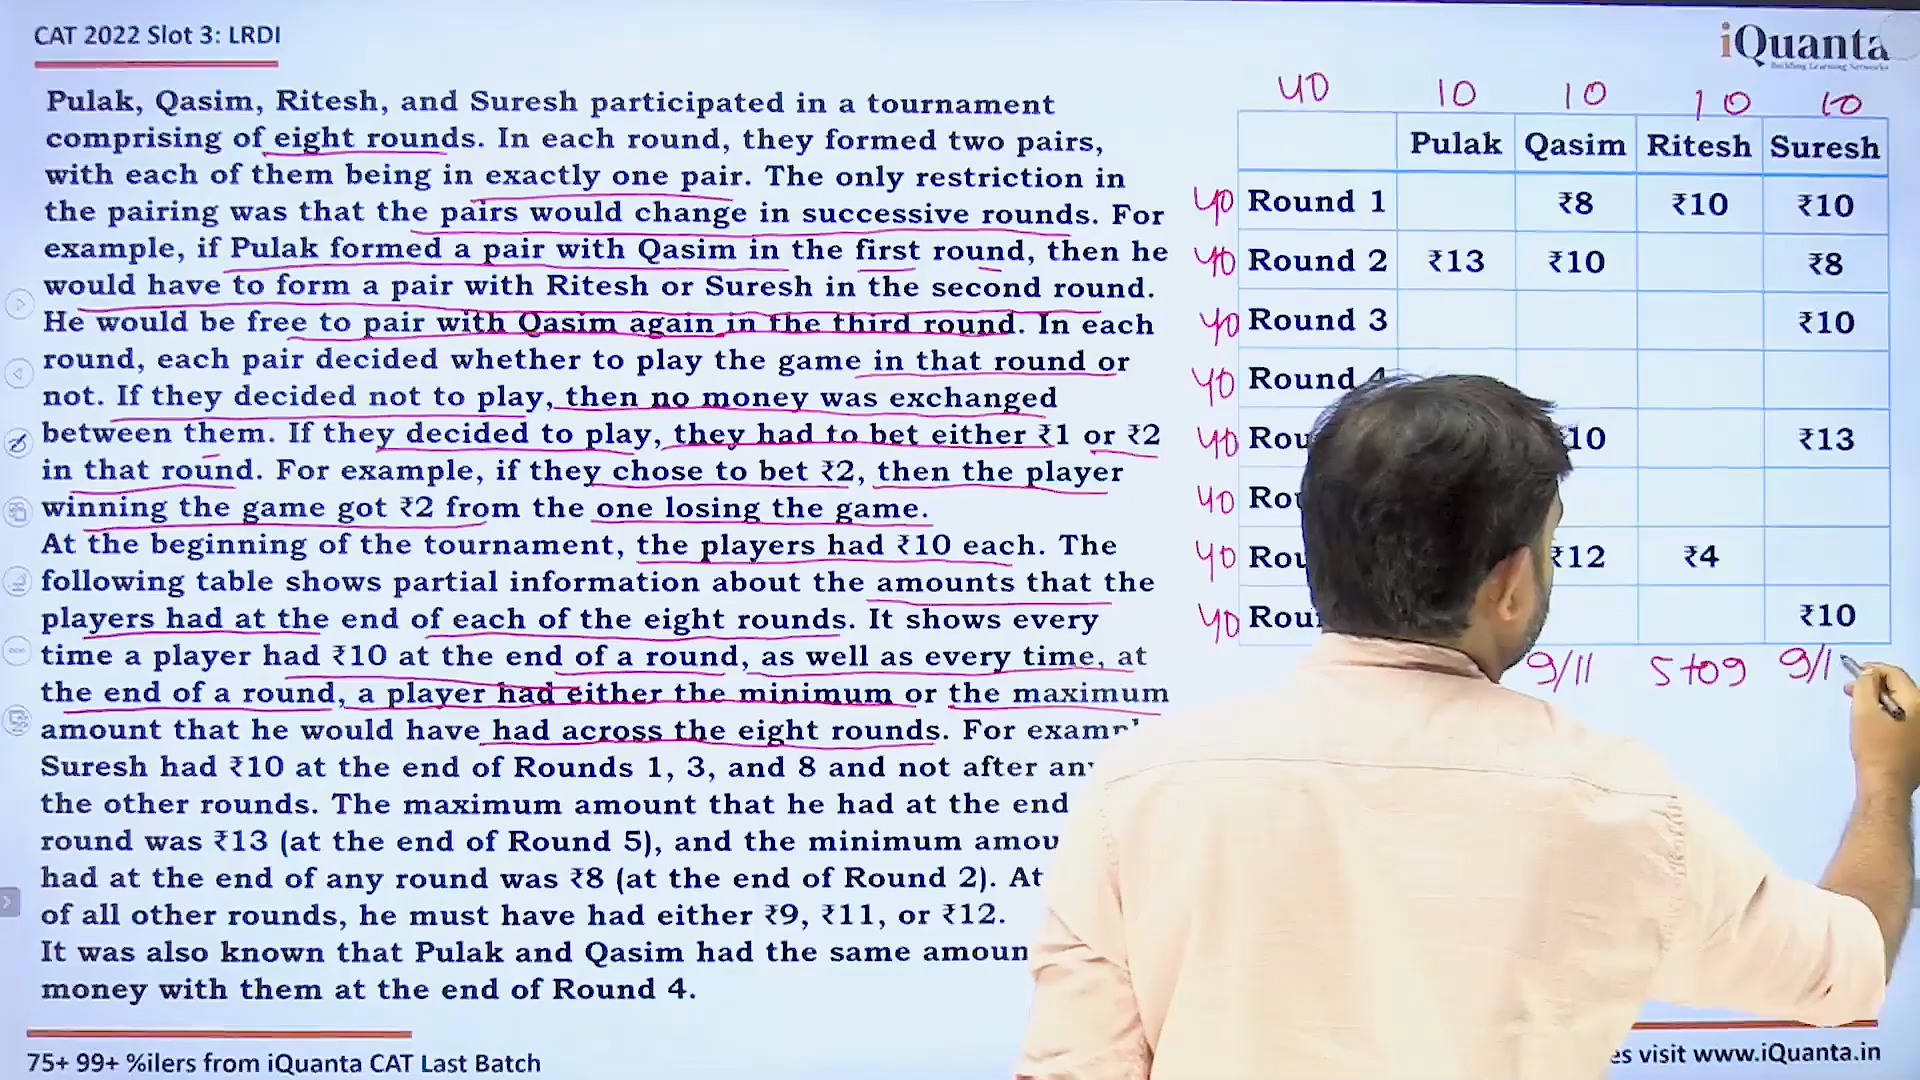 CAT 2022 Slot 3: LRDI
iQuanta
Pulak, Qasim, Ritesh, and Suresh participated in a tournament
comprising of eight rounds. In each round, they formed two pairs,
with each of them being in exactly one pair. The only restriction in
the pairing was that the pairs would change in successive rounds. For
example, if Pulak formed a pair with Qasim in the first round, then he
would have to form a pair with Ritesh or Suresh in the second round.
He would be free to pair with Qasim again in the third round. In each
round, each pair decided whether to play the game in that round or
not. If they decided not to play, then no money was exchanged
between them. If they decided to play, they had to bet either ₹1 or ₹2
in that round. For example, if they chose to bet ₹2, then the player
winning the game got ₹2 from the one losing the game.
At the beginning of the tournament, the players had ₹10 each. The
following table shows partial information about the amounts that the
players had at the end of each of the eight rounds. It shows every
time a player had ₹10 at the end of a round, as well as every time, at
the end of a round, a player had either the minimum or the maximum
amount that he would have had across the eight rounds. For
Suresh had ₹10 at the end of Rounds 1, 3, and 8 and not after
the other rounds. The maximum amount that he had at the end
round was ₹13 (at the end of Round 5), and the minimum
had at the end of any round was ₹8 (at the end of Round 2). At
of all other rounds, he must have had either ₹9, ₹11, or ₹12.
It was also known that Pulak and Qasim had the same
money with them at the end of Round 4.
40 10 10 10 10
Pulak Qasim Ritesh Suresh
40 Round 1 ₹8 ₹10 ₹10
40 Round 2 ₹13 ₹10 ₹8
40 Round 3 ₹10
40 Round 4
40 10 ₹13
40
40 ₹12 ₹4
40 ₹10
9/11 5 to 9 9/1
75+ 99+ %ilers from iQuanta CAT Last Batch
visit www.iQuanta.in